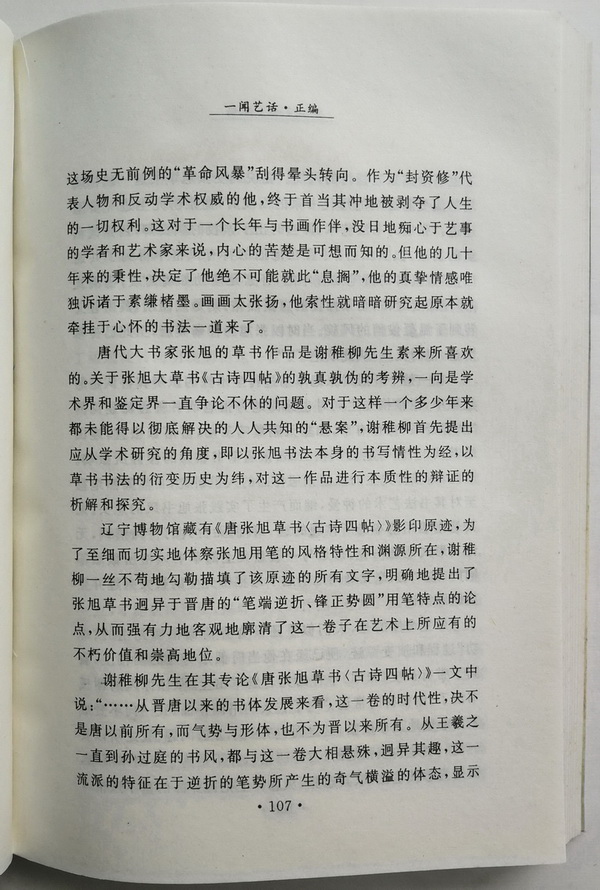 一闻艺话·正编
这场史无前例的“革命风暴”刮得晕头转向。作为“封资修”代
表人物和反动学术权威的他，终于首当其冲地被剥夺了人生
的一切权利。这对于一个长年与书画作伴，没日地痴心于艺事
的学者和艺术家来说，内心的苦楚是可想而知的。但他的几十
年来的秉性，决定了他绝不可能就此“息搁”，他的真挚情感唯
独诉诸于素缣楮墨。画画太张扬，他索性就暗暗研究起原本就
牵挂于心怀的书法一道来了。
唐代大书家张旭的草书作品是谢稚柳先生素来所喜欢
的。关于张旭大草书《古诗四帖》的孰真孰伪的考辨，一向是学
术界和鉴定界一直争论不休的问题。对于这样一个多少年来
都未能得以彻底解决的人人共知的“悬案”，谢稚柳首先提出
应从学术研究的角度，即以张旭书法本身的书写情性为经，以
草书书法的衍变历史为纬，对这一作品进行本质性的辩证的
析解和探究。
辽宁博物馆藏有《唐张旭草书〈古诗四帖〉》影印原迹，为
了至细而切实地体察张旭用笔的风格特性和渊源所在，谢稚
柳一丝不苟地勾勒描填了该原迹的所有文字，明确地提出了
张旭草书迥异于晋唐的“笔端逆折、锋正势圆”用笔特点的论
点，从而强有力地客观地廓清了这一卷子在艺术上所应有的
不朽价值和崇高地位。
谢稚柳先生在其专论《唐张旭草书〈古诗四帖〉》一文中
说：“……从晋唐以来的书体发展来看，这一卷的时代性，决不
是唐以前所有，而气势与形体，也不为晋以来所有。从王羲之
一直到孙过庭的书风，都与这一卷大相悬殊，迥异其趣，这一
流派的特征在于逆折的笔势所产生的奇气横溢的体态，显示
·107·